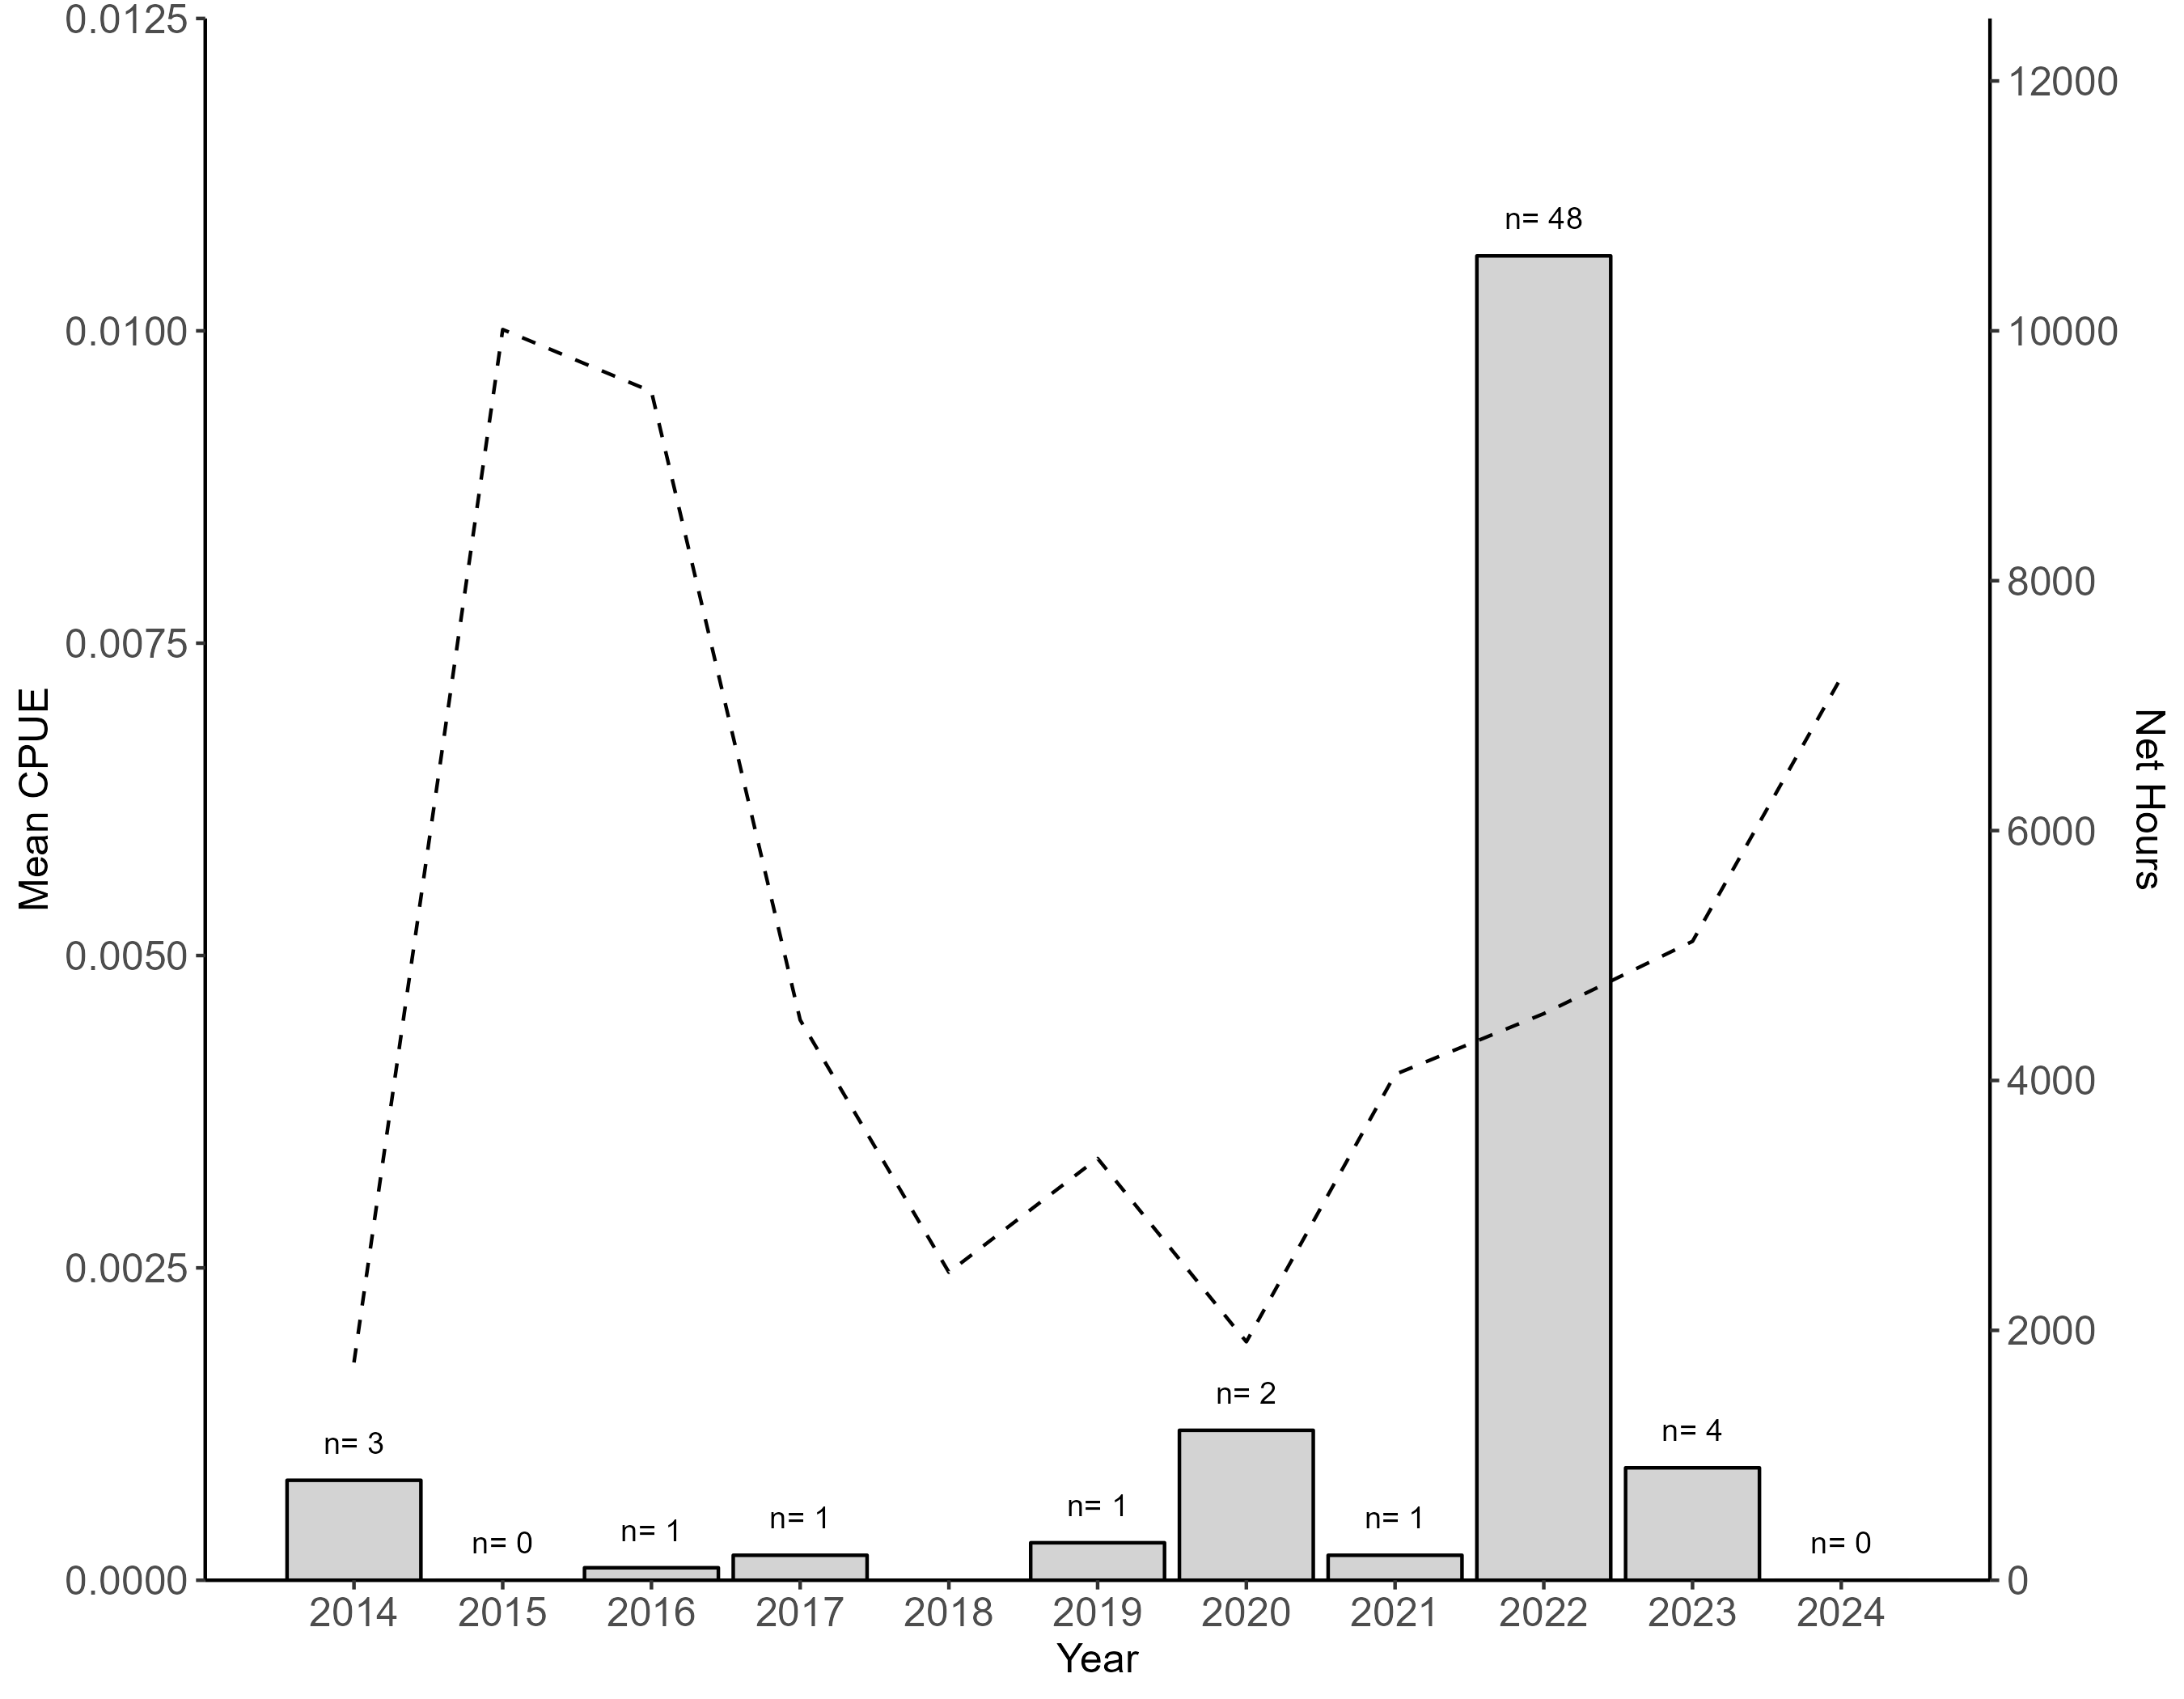 0.0125
0.0100
0.0075
0.0050
0.0025
0.0000
Mean CPUE
12000
10000
8000
6000
4000
2000
0
Net Hours
n= 3
n= 0
n= 1
n= 1
n= 1
n= 2
n= 1
n= 48
n= 4
n= 0
2014 2015 2016 2017 2018 2019 2020 2021 2022 2023 2024
Year